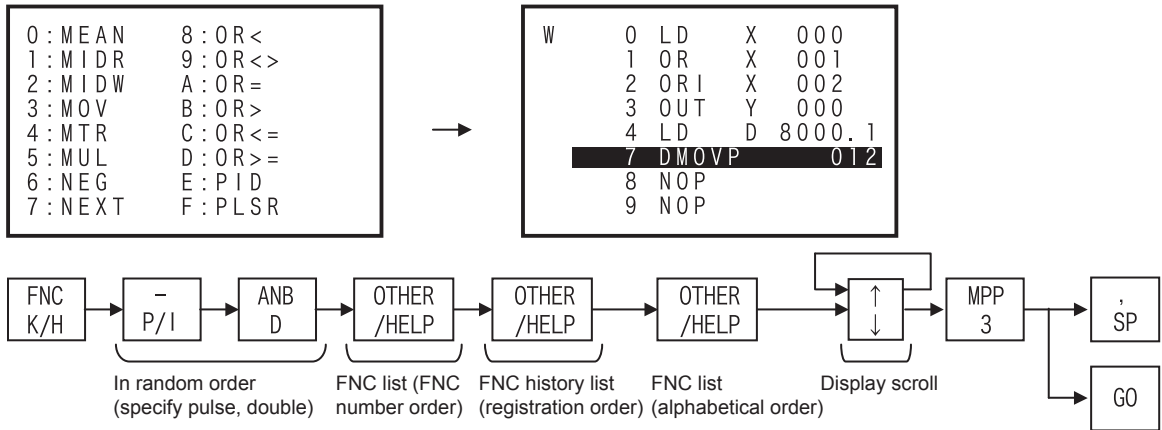 0:MEAN 8:OR<
1:MIDR 9:OR<>
2:MIDW A:OR=
3:MOV B:OR>
4:MTR C:OR<=
5:MUL D:OR>=
6:NEG E:PID
7:NEXT F:PLSR
→
W 0 LD X 000
1 OR X 001
2 ORI X 002
3 OUT Y 000
4 LD D 8000.1
7 DMOVP 012
8 NOP
9 NOP
FNC
K/H
–
P/I
ANB
D
OTHER
/HELP
OTHER
/HELP
OTHER
/HELP
↑
↓
MPP
3
,
SP
GO
In random order
(specify pulse, double)
FNC list (FNC
number order)
FNC history list
(registration order)
FNC list
(alphabetical order)
Display scroll